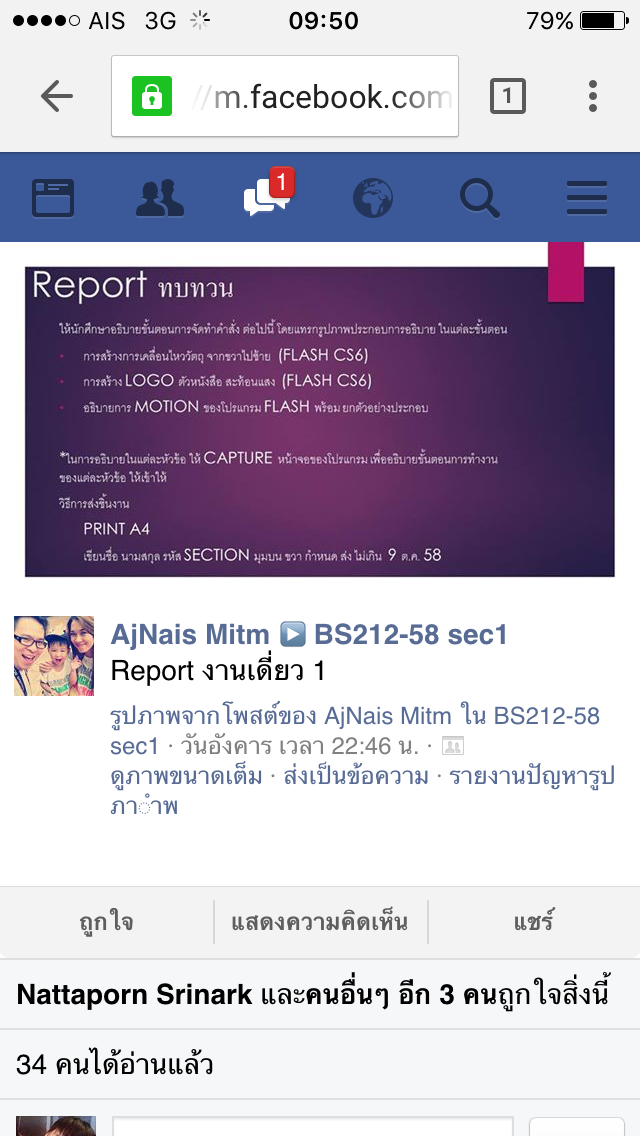 AIS 3G 09:50 79%
//m.facebook.com
1
1
Report ทบทวน
ให้นักศึกษาอธิบายขั้นตอนการจัดทำคำสั่ง ต่อไปนี้ โดยแทรกรูปภาพประกอบการอธิบาย ในแต่ละขั้นตอน
• การสร้างการเคลื่อนไหววัตถุ จากขวาไปซ้าย (FLASH CS6)
• การสร้าง LOGO ตัวหนังสือ สะท้อนแสง (FLASH CS6)
• อธิบายการ MOTION ของโปรแกรม FLASH พร้อม ยกตัวอย่างประกอบ
*ในการอธิบายในแต่ละหัวข้อ ให้ CAPTURE หน้าจอของโปรแกรม เพื่ออธิบายขั้นตอนการทำงาน
ของแต่ละหัวข้อ ให้เข้าให้
วิธีการส่งชิ้นงาน
PRINT A4
เขียนชื่อ นามสกุล รหัส SECTION มุมบน ขวา กำหนด ส่ง ไม่เกิน 9 ต.ค. 58
AjNais Mitm ▶ BS212-58 sec1
Report งานเดี่ยว 1
รูปภาพจากโพสต์ของ AjNais Mitm ใน BS212-58
sec1 · วันอังคาร เวลา 22:46 น. ·
ดูภาพขนาดเต็ม · ส่งเป็นข้อความ · รายงานปัญหารูป
ภาำพ
ถูกใจ แสดงความคิดเห็น แชร์
Nattaporn Srinark และคนอื่นๆ อีก 3 คนถูกใจสิ่งนี้
34 คนได้อ่านแล้ว